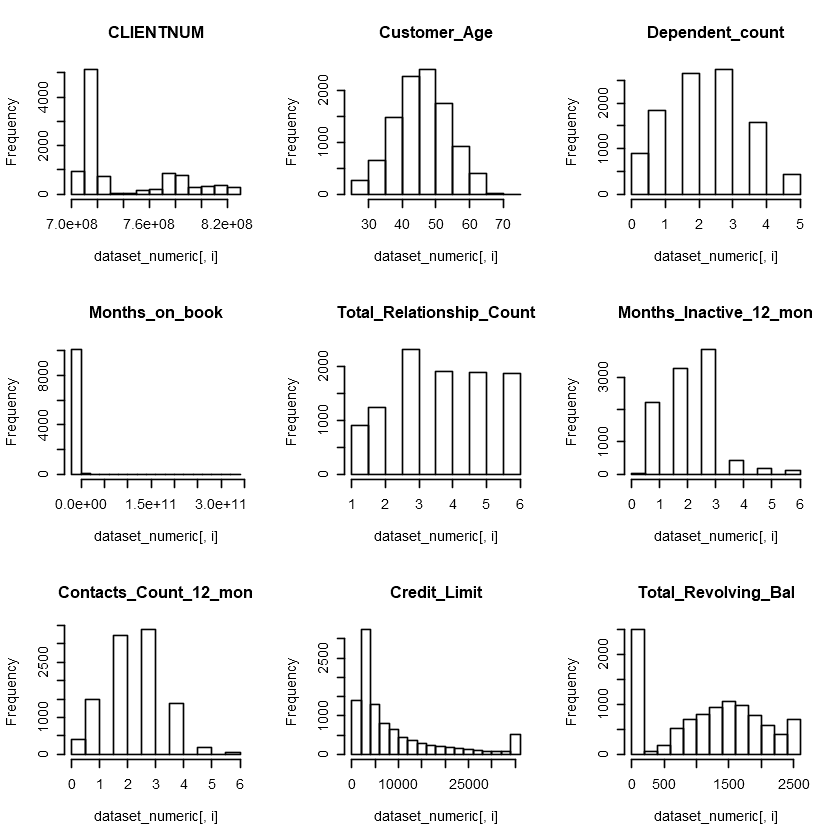 CLIENTNUM
Frequency
0 2000 4000
7.0e+08 7.6e+08 8.2e+08
dataset_numeric[, i]
Customer_Age
Frequency
0 1000 2000
30 40 50 60 70
dataset_numeric[, i]
Dependent_count
Frequency
0 1000 2000
0 1 2 3 4 5
dataset_numeric[, i]
Months_on_book
Frequency
0 4000 8000
0.0e+00 1.5e+11 3.0e+11
dataset_numeric[, i]
Total_Relationship_Count
Frequency
0 1000 2000
1 2 3 4 5 6
dataset_numeric[, i]
Months_Inactive_12_mon
Frequency
0 1000 3000
0 1 2 3 4 5 6
dataset_numeric[, i]
Contacts_Count_12_mon
Frequency
0 1000 2500
0 1 2 3 4 5 6
dataset_numeric[, i]
Credit_Limit
Frequency
0 1000 2500
0 10000 25000
dataset_numeric[, i]
Total_Revolving_Bal
Frequency
0 1000 2000
0 500 1500 2500
dataset_numeric[, i]